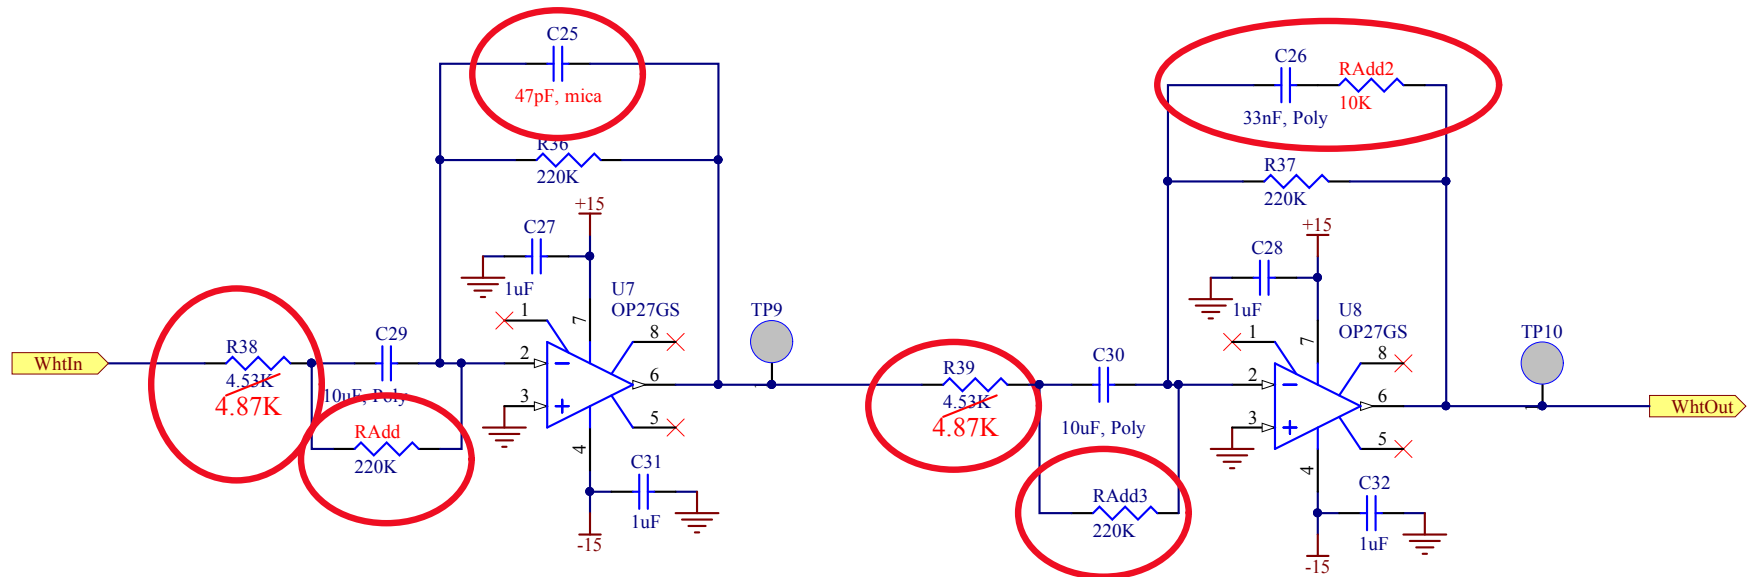 C25
47pF, mica
R36
220K
+15
C27
1uF
U7
OP27GS
1
7
8
2
3
6
5
4
TP9
WhtIn
R38
4.53K
4.87K
C29
10uF, Poly
RAdd
220K
C31
1uF
-15
C26
RAdd2
10K
33nF, Poly
R37
220K
+15
C28
1uF
U8
OP27GS
1
7
8
2
3
6
5
4
TP10
WhtOut
R39
4.53K
4.87K
C30
10uF, Poly
RAdd3
220K
C32
1uF
-15